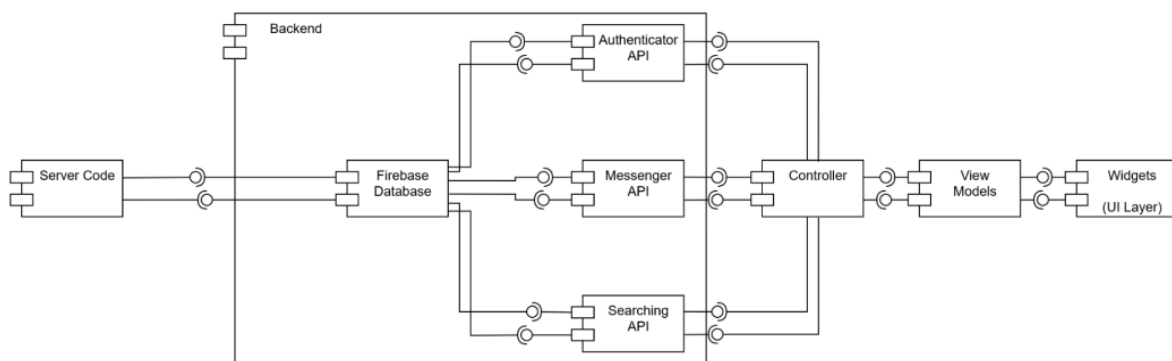 Backend
Authenticator
API
Server Code
Firebase
Database
Messenger
API
Controller
View
Models
Widgets
(UI Layer)
Searching
API